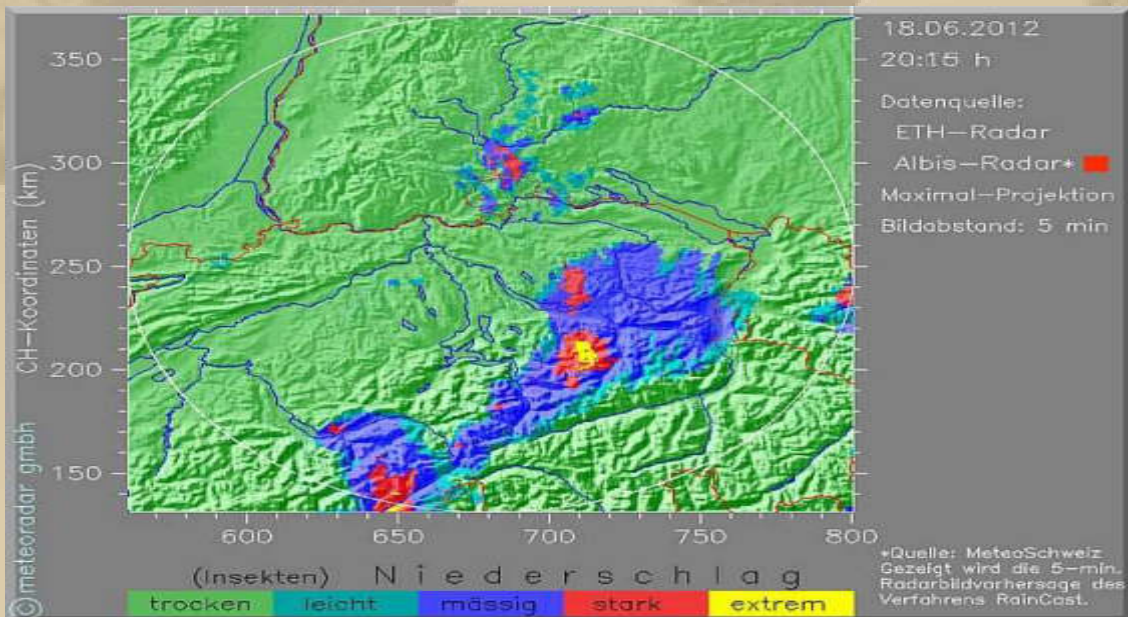 18.06.2012
20:15 h
Datenquelle:
ETH-Radar
Albis-Radar*
Maximal-Projektion
Bildabstand: 5 min
CH-Koordinaten (km)
© meteoradar gmbh
350
300
250
200
150
600
650
700
750
800
(Insekten) Niederschlag
trocken leicht mässig stark extrem
*Quelle: MeteoSchweiz
Gezeigt wird die 5-min.
Radarbildvorhersage des
Verfahrens RainCast.